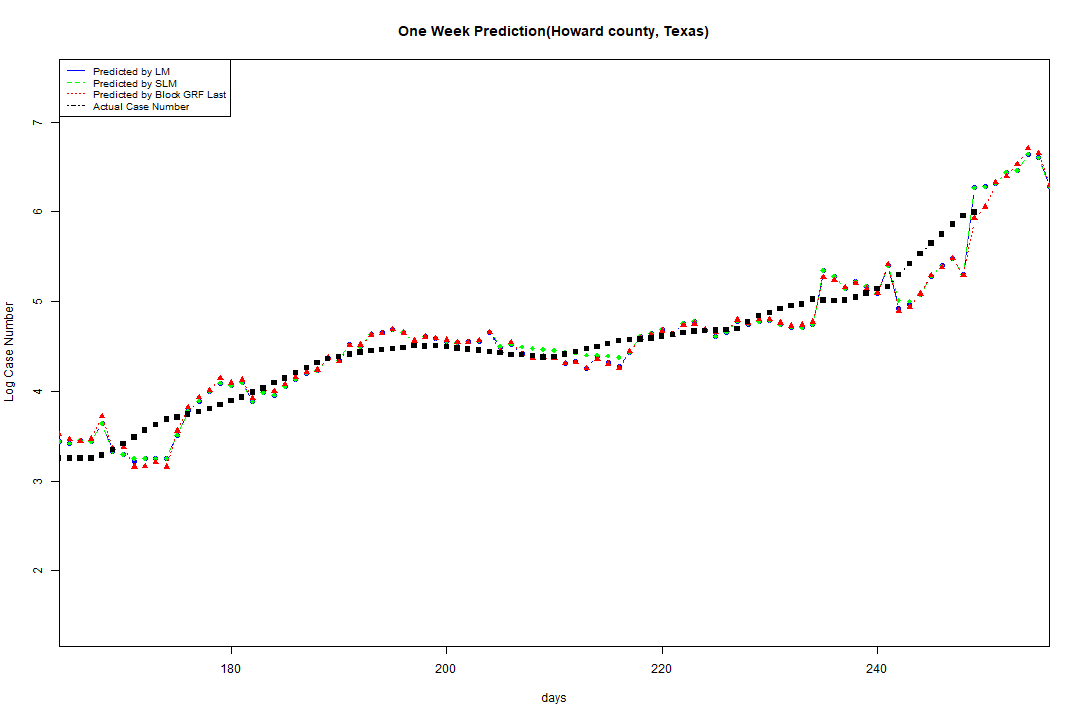 One Week Prediction(Howard county, Texas)
Predicted by LM
Predicted by SLM
Predicted by Block GRF Last
Actual Case Number
7
6
5
4
3
2
Log Case Number
180 200 220 240
days